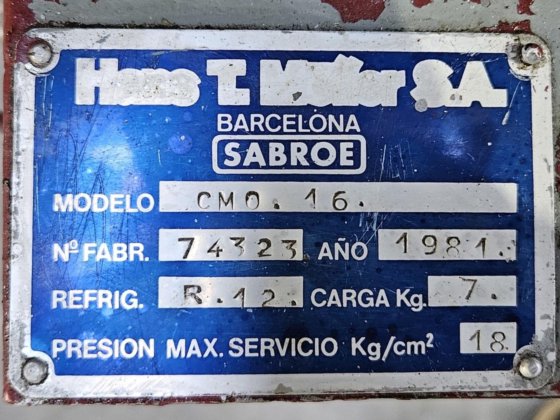 Hans T. Möller S.A.
BARCELONA
SABROE
MODELO CMO. 16.
Nº FABR. 74323 AÑO 1981.
REFRIG. R.12. CARGA Kg. 7.
PRESION MAX. SERVICIO Kg/cm² 18